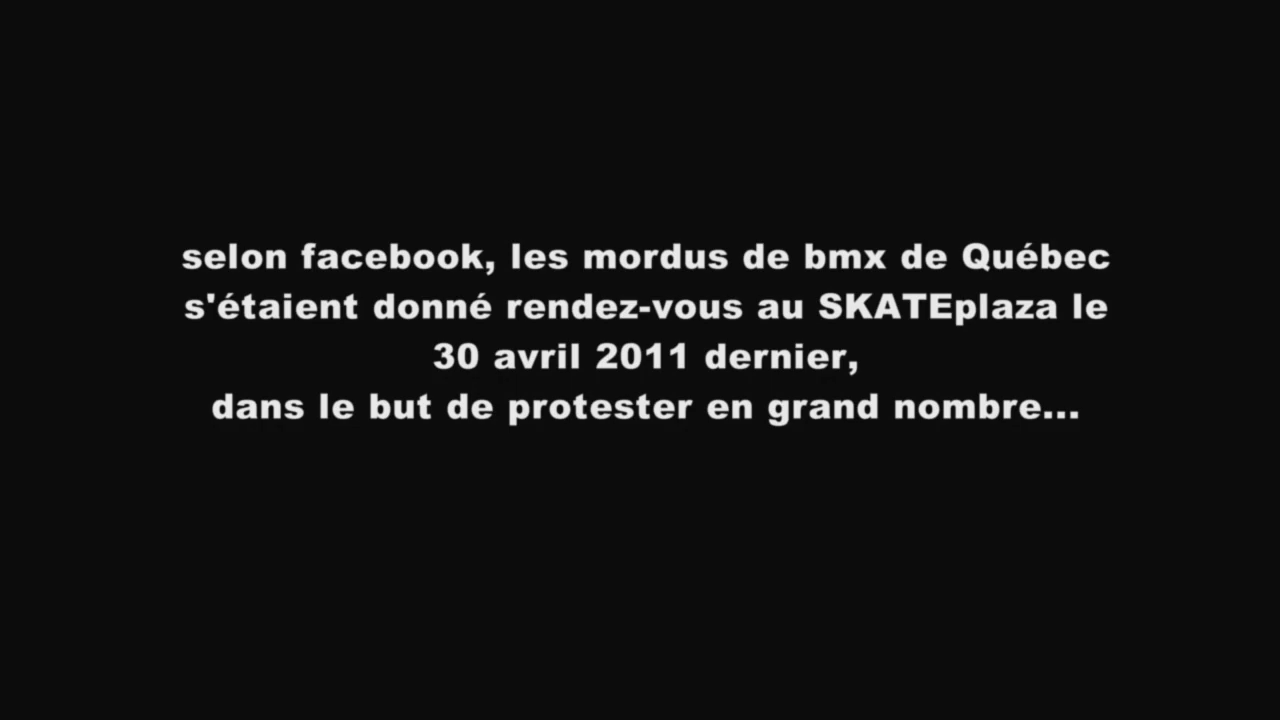 selon facebook, les mordus de bmx de Québec
s'étaient donné rendez-vous au SKATEplaza le
30 avril 2011 dernier,
dans le but de protester en grand nombre...